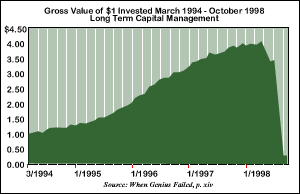 Gross Value of $1 Invested March 1994 - October 1998
Long Term Capital Management
$4.50
4.00
3.50
3.00
2.50
2.00
1.50
1.00
0.50
0.00
3/1994 1/1995 1/1996 1/1997 1/1998
Source: When Genius Failed, p. xiv